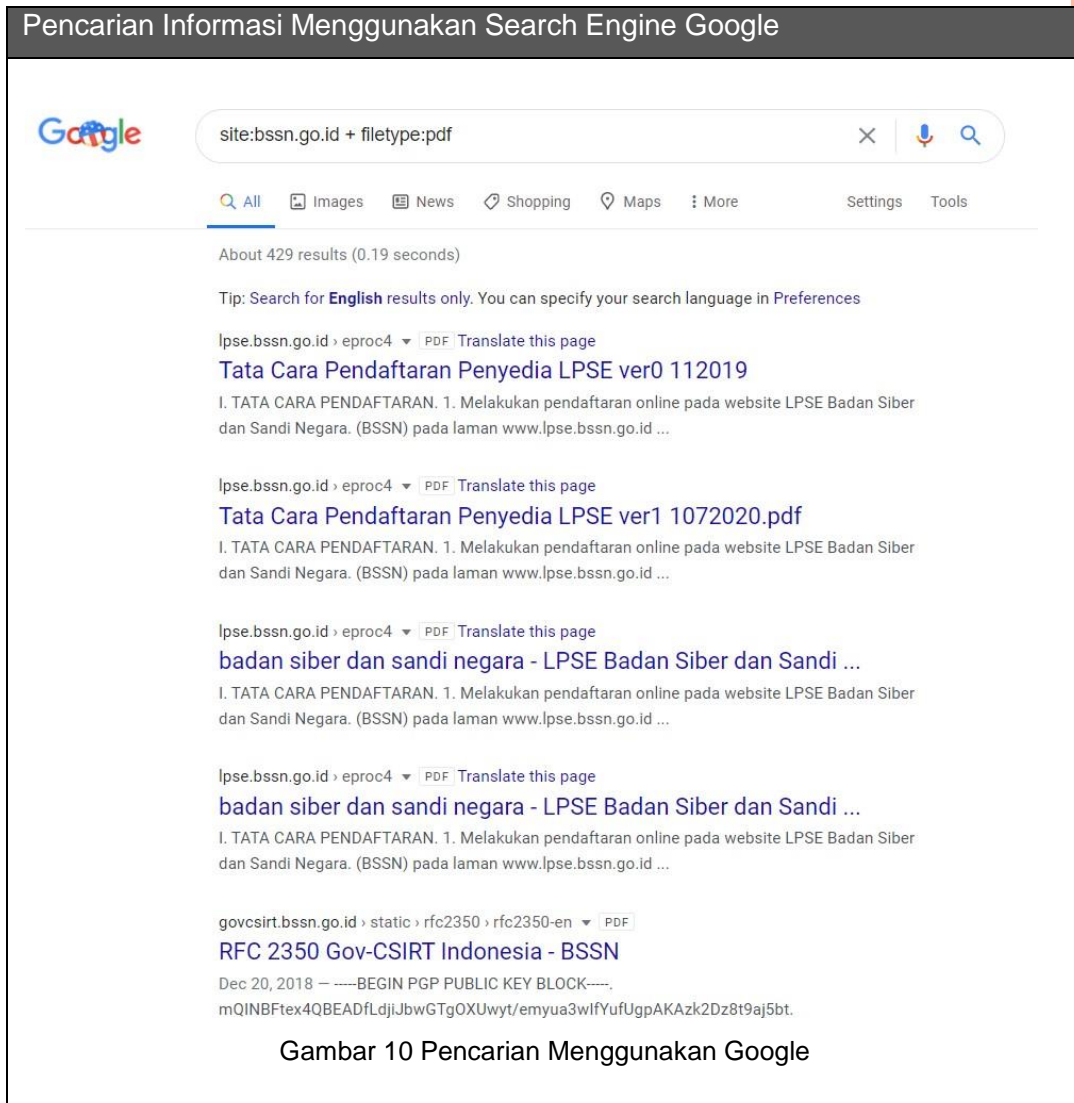 Pencarian Informasi Menggunakan Search Engine Google
Google
site:bssn.go.id + filetype:pdf
All Images News Shopping Maps More Settings Tools
About 429 results (0.19 seconds)
Tip: Search for English results only. You can specify your search language in Preferences
lpse.bssn.go.id › eproc4 PDF Translate this page
Tata Cara Pendaftaran Penyedia LPSE ver0 112019
I. TATA CARA PENDAFTARAN. 1. Melakukan pendaftaran online pada website LPSE Badan Siber
dan Sandi Negara. (BSSN) pada laman www.lpse.bssn.go.id ...
lpse.bssn.go.id › eproc4 PDF Translate this page
Tata Cara Pendaftaran Penyedia LPSE ver1 1072020.pdf
I. TATA CARA PENDAFTARAN. 1. Melakukan pendaftaran online pada website LPSE Badan Siber
dan Sandi Negara. (BSSN) pada laman www.lpse.bssn.go.id ...
lpse.bssn.go.id › eproc4 PDF Translate this page
badan siber dan sandi negara - LPSE Badan Siber dan Sandi ...
I. TATA CARA PENDAFTARAN. 1. Melakukan pendaftaran online pada website LPSE Badan Siber
dan Sandi Negara. (BSSN) pada laman www.lpse.bssn.go.id ...
lpse.bssn.go.id › eproc4 PDF Translate this page
badan siber dan sandi negara - LPSE Badan Siber dan Sandi ...
I. TATA CARA PENDAFTARAN. 1. Melakukan pendaftaran online pada website LPSE Badan Siber
dan Sandi Negara. (BSSN) pada laman www.lpse.bssn.go.id ...
govcsirt.bssn.go.id › static › rfc2350 › rfc2350-en PDF
RFC 2350 Gov-CSIRT Indonesia - BSSN
Dec 20, 2018 — -----BEGIN PGP PUBLIC KEY BLOCK-----.
mQINBFtex4QBEADfLdjiJbwGTgOXUwyt/emyua3wIfYufUgpAKAzk2Dz8t9aj5bt.
Gambar 10 Pencarian Menggunakan Google